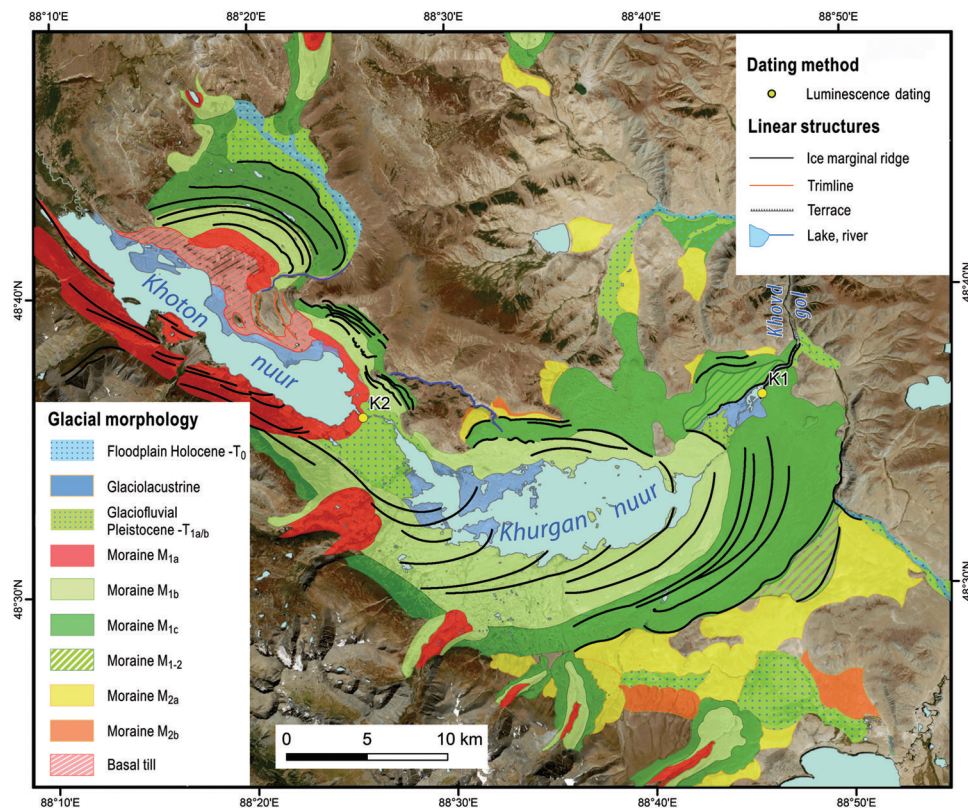 88°10'E
88°20'E
88°30'E
88°40'E
88°50'E
Dating method
Luminescence dating
Linear structures
Ice marginal ridge
Trimline
Terrace
Lake, river
48°40'N
48°40'N
Khoton
nuur
Khovd
gol
K1
K2
Khurgan nuur
48°30'N
48°30'N
Glacial morphology
Floodplain Holocene -T0
Glaciolacustrine
Glaciofluvial
Pleistocene -T1a/b
Moraine M1a
Moraine M1b
Moraine M1c
Moraine M1-2
Moraine M2a
Moraine M2b
Basal till
0 5 10 km
88°10'E
88°20'E
88°30'E
88°40'E
88°50'E